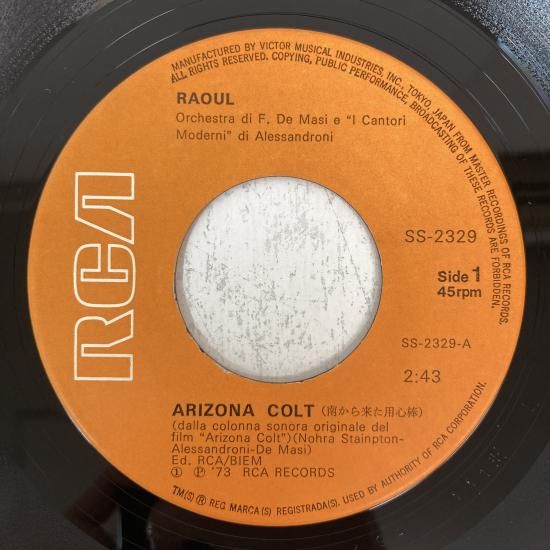 MANUFACTURED BY VICTOR MUSICAL INDUSTRIES, INC., TOKYO, JAPAN FROM MASTER RECORDINGS OF RCA RECORDS.
ALL RIGHTS RESERVED. COPYING, PUBLIC PERFORMANCE, BROADCASTING OF THESE RECORDS ARE FORBIDDEN.
RAOUL
Orchestra di F. De Masi e "I Cantori
Moderni" di Alessandroni
RCA
SS-2329
Side 1
45rpm
SS-2329-A
2:43
ARIZONA COLT (南から来た用心棒)
(dalla colonna sonora originale del
film "Arizona Colt")(Nohra Stainpton-
Alessandroni-De Masi)
Ed. RCA/BIEM
① ℗ '73 RCA RECORDS
TM(S) ® REG MARCA(S) REGISTRADA(S). USED BY AUTHORITY OF RCA CORPORATION.